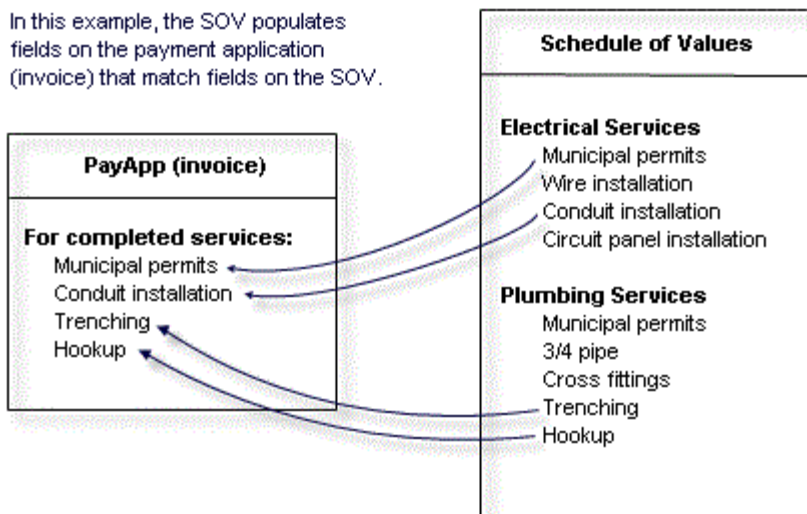 In this example, the SOV populates
fields on the payment application
(invoice) that match fields on the SOV.
PayApp (invoice)
For completed services:
Municipal permits
Conduit installation
Trenching
Hookup
Schedule of Values
Electrical Services
Municipal permits
Wire installation
Conduit installation
Circuit panel installation
Plumbing Services
Municipal permits
3/4 pipe
Cross fittings
Trenching
Hookup